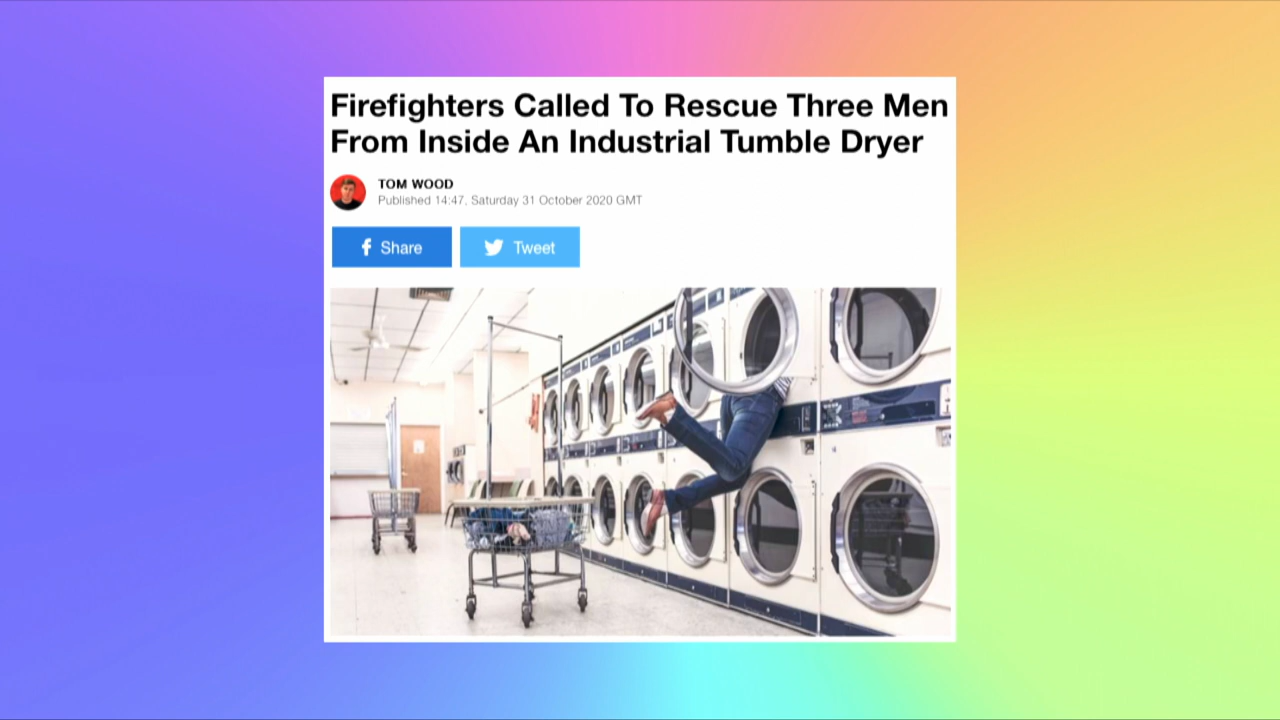 Firefighters Called To Rescue Three Men
From Inside An Industrial Tumble Dryer
TOM WOOD
Published 14:47, Saturday 31 October 2020 GMT
Share
Tweet